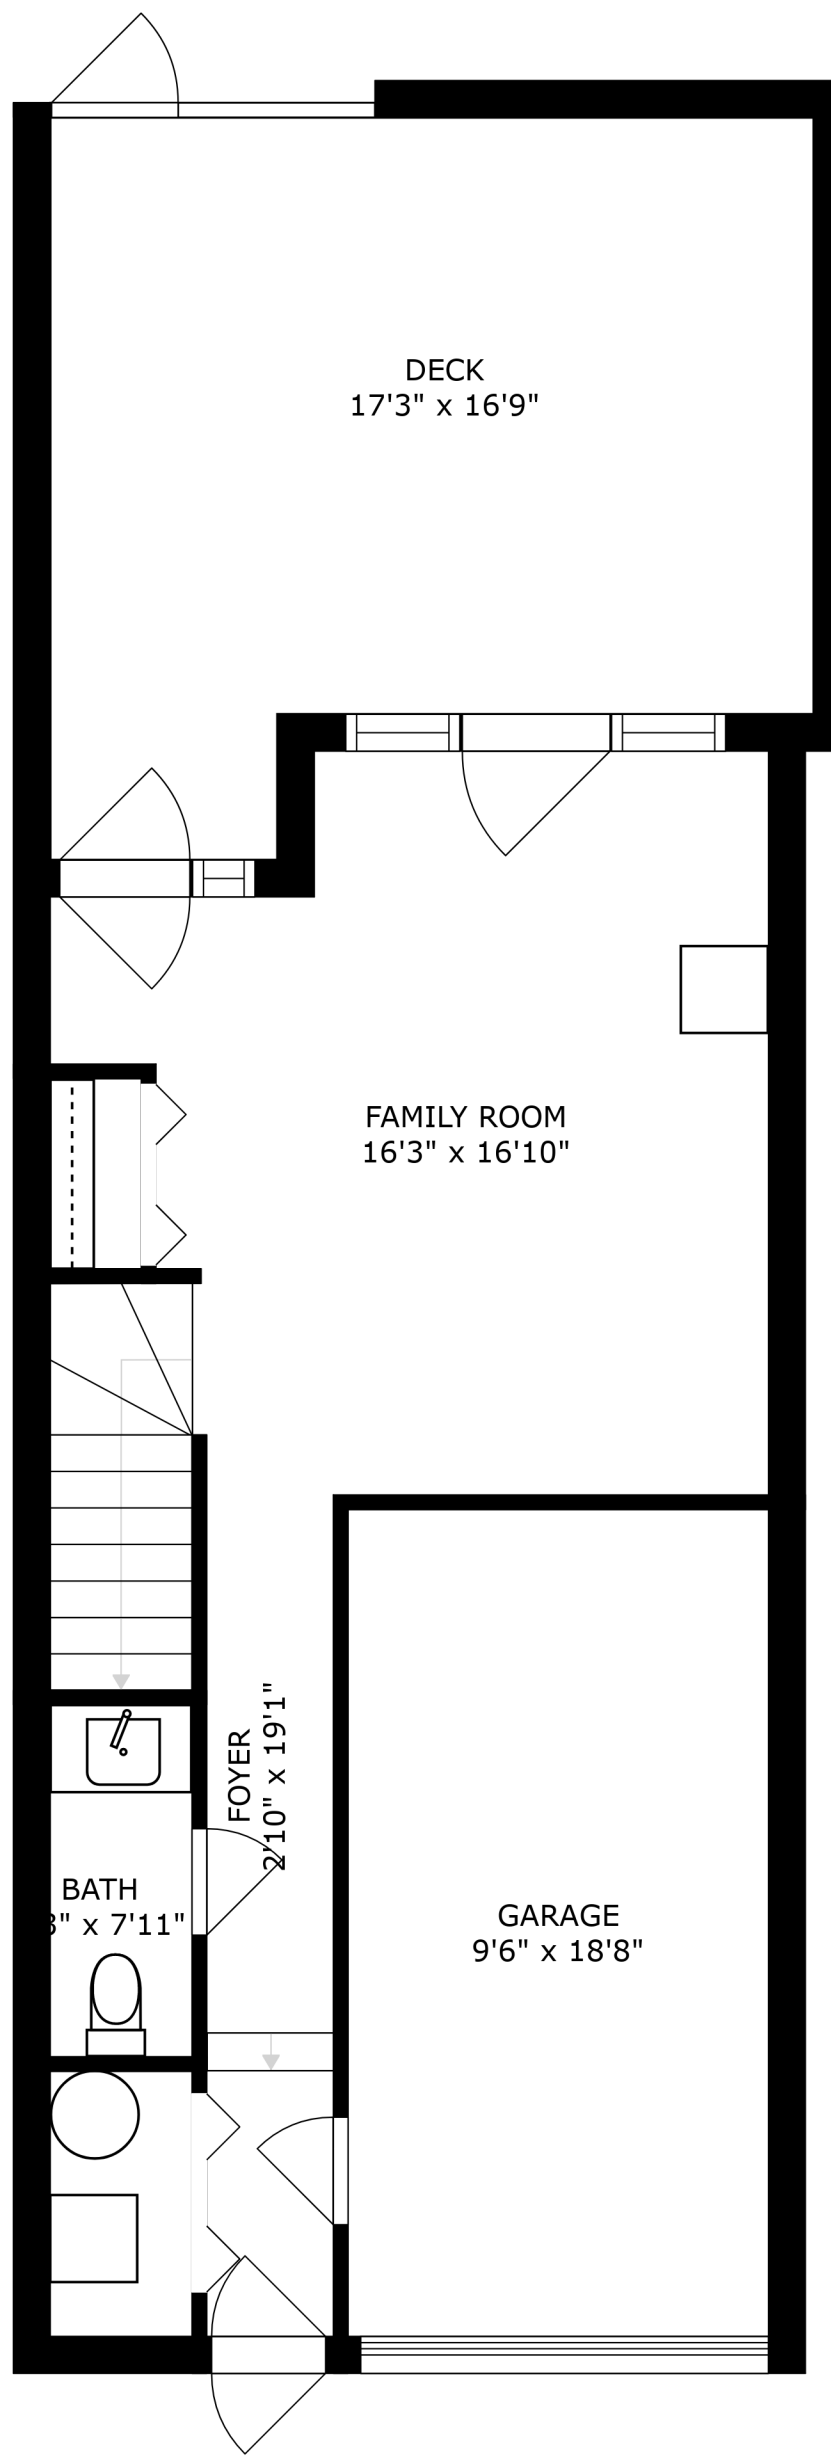 DECK
17'3" x 16'9"
FAMILY ROOM
16'3" x 16'10"
FOYER
2'10" x 19'1"
BATH
x 7'11"
GARAGE
9'6" x 18'8"